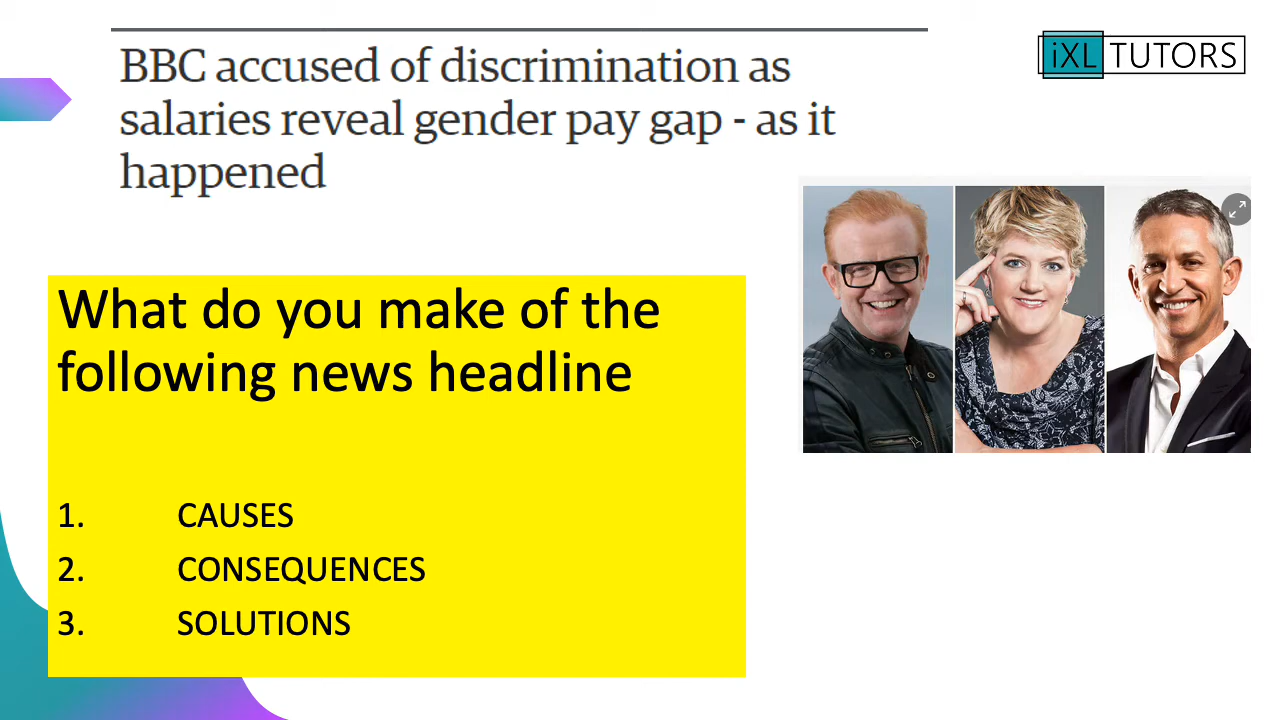 BBC accused of discrimination as
salaries reveal gender pay gap - as it
happened
iXL TUTORS
What do you make of the
following news headline
1. CAUSES
2. CONSEQUENCES
3. SOLUTIONS